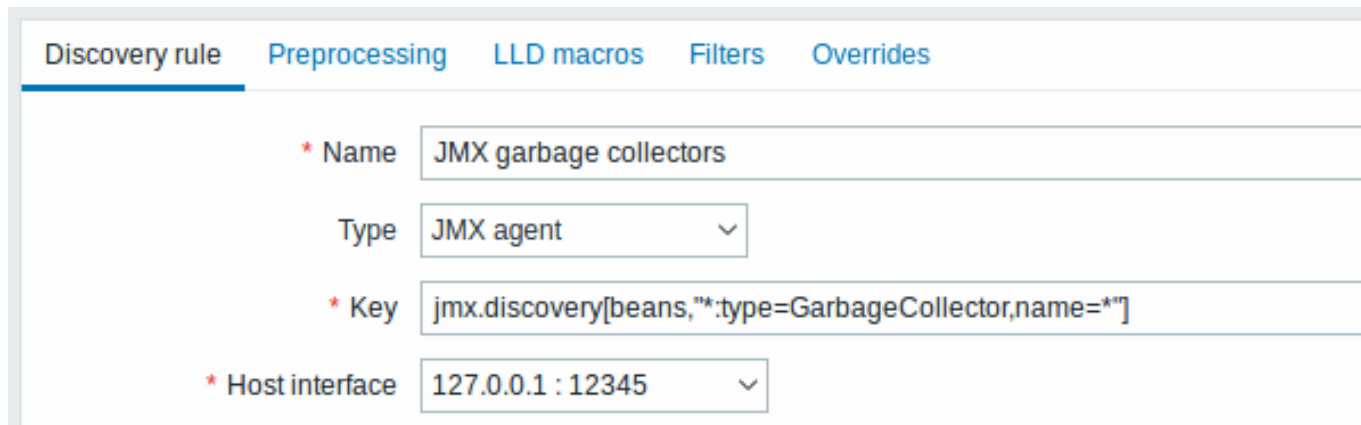 Discovery rule Preprocessing LLD macros Filters Overrides
* Name JMX garbage collectors
Type JMX agent
* Key jmx.discovery[beans,"*:type=GarbageCollector,name=*"]
* Host interface 127.0.0.1 : 12345